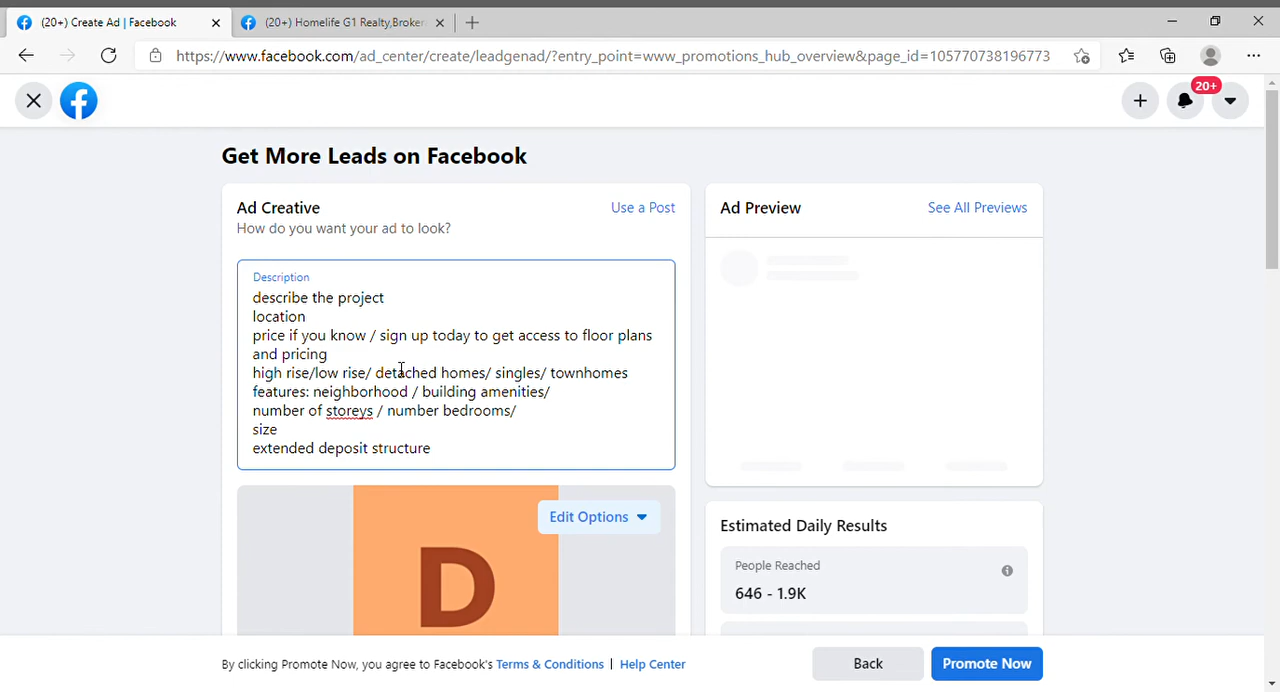 (20+) Create Ad | Facebook
(20+) Homelife G1 Realty,Broker
https://www.facebook.com/ad_center/create/leadgenad/?entry_point=www_promotions_hub_overview&page_id=105770738196773
20+
Get More Leads on Facebook
Ad Creative
Use a Post
How do you want your ad to look?
Description
describe the project
location
price if you know / sign up today to get access to floor plans
and pricing
high rise/low rise/ detached homes/ singles/ townhomes
features: neighborhood / building amenities/
number of storeys / number bedrooms/
size
extended deposit structure
Edit Options
D
Ad Preview
See All Previews
Estimated Daily Results
People Reached
646 - 1.9K
By clicking Promote Now, you agree to Facebook's Terms & Conditions | Help Center
Back
Promote Now